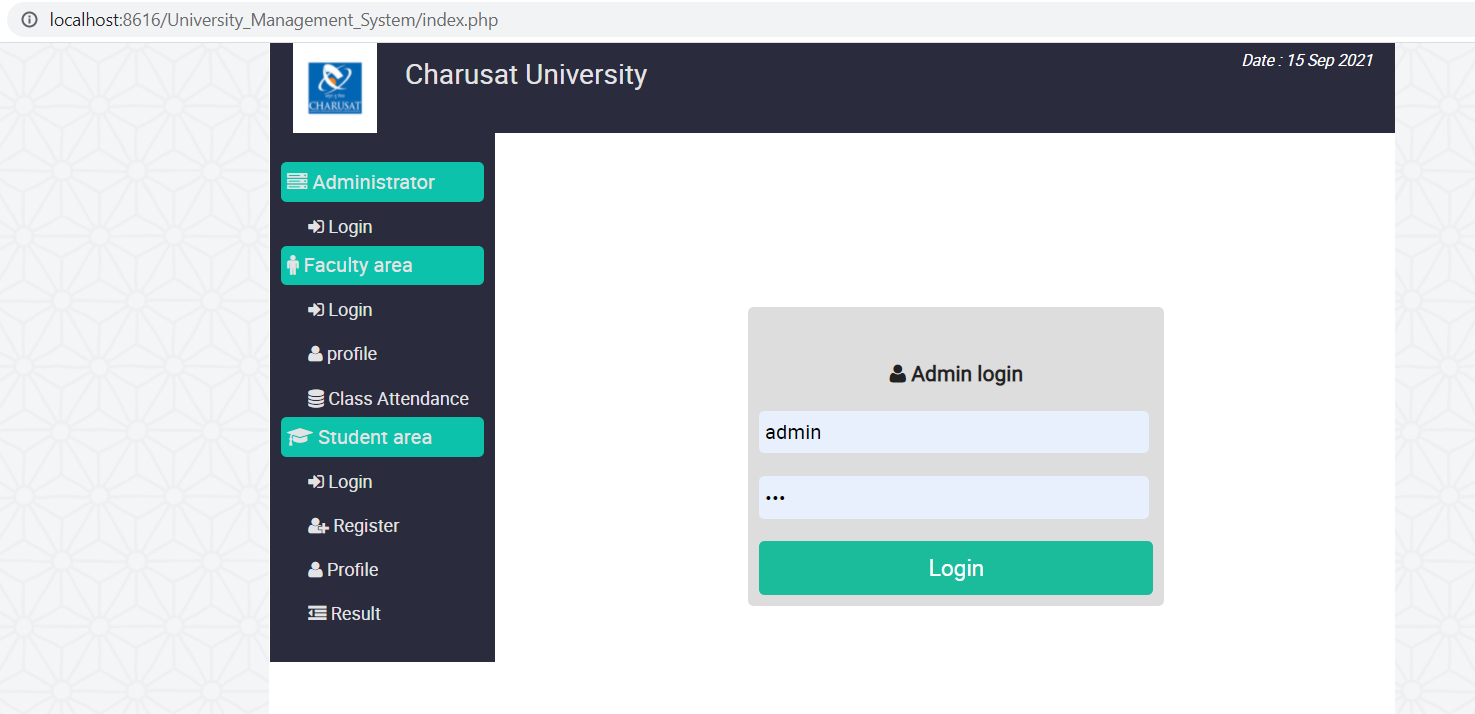 localhost:8616/University_Management_System/index.php
CHARUSAT
Charusat University
Date : 15 Sep 2021
Administrator
Login
Faculty area
Login
profile
Class Attendance
Student area
Login
Register
Profile
Result
Admin login
admin
•••
Login